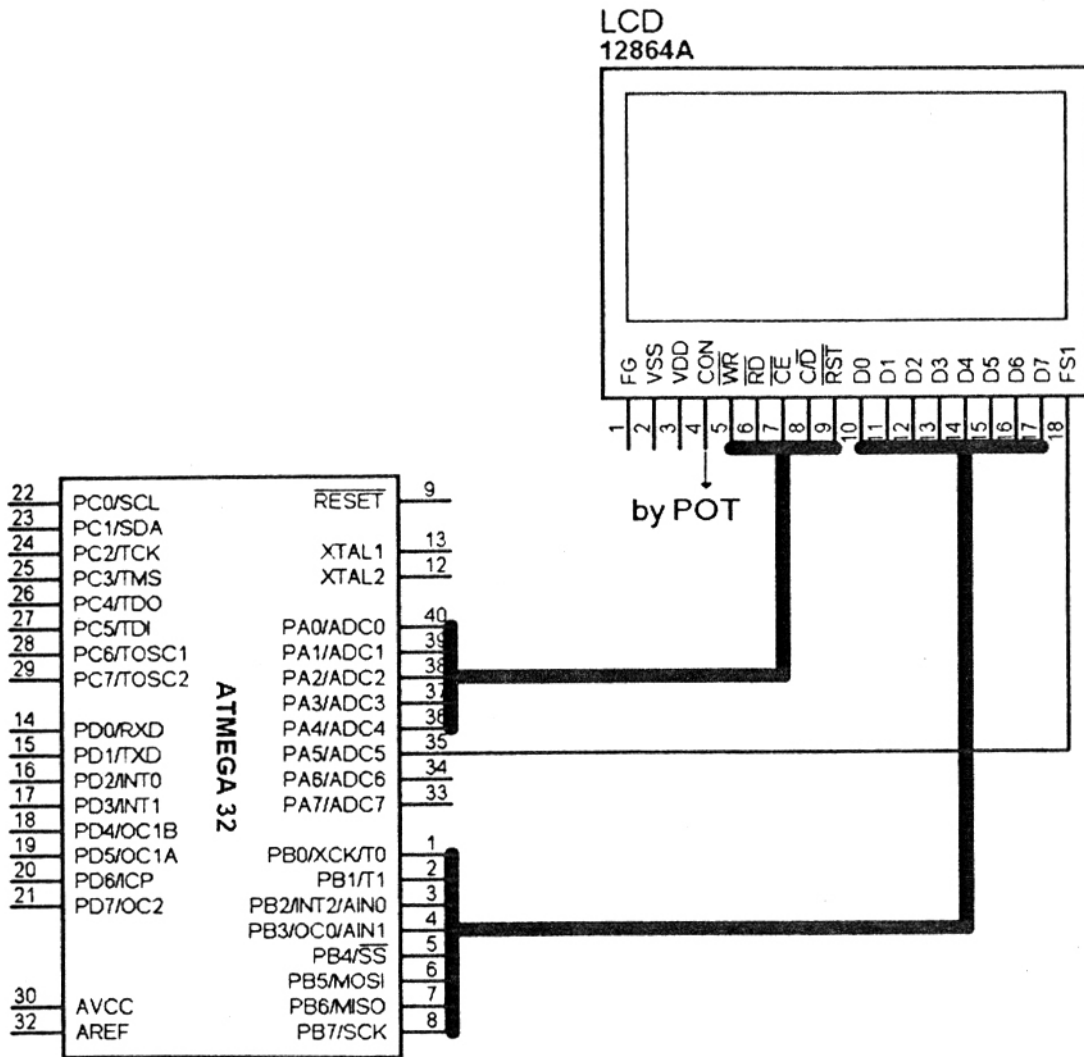 LCD
12864A
FG
VSS
VDD
CON
WR
RD
CE
C/D
RST
D0
D1
D2
D3
D4
D5
D6
D7
FS1
1
2
3
4
5
6
7
8
9
10
11
12
13
14
15
16
17
18
by POT
ATMEGA 32
22 PC0/SCL
23 PC1/SDA
24 PC2/TCK
25 PC3/TMS
26 PC4/TDO
27 PC5/TDI
28 PC6/TOSC1
29 PC7/TOSC2
14 PD0/RXD
15 PD1/TXD
16 PD2/INT0
17 PD3/INT1
18 PD4/OC1B
19 PD5/OC1A
20 PD6/ICP
21 PD7/OC2
30 AVCC
32 AREF
RESET 9
XTAL1 13
XTAL2 12
PA0/ADC0 40
PA1/ADC1 39
PA2/ADC2 38
PA3/ADC3 37
PA4/ADC4 36
PA5/ADC5 35
PA6/ADC6 34
PA7/ADC7 33
PB0/XCK/T0 1
PB1/T1 2
PB2/INT2/AIN0 3
PB3/OC0/AIN1 4
PB4/SS 5
PB5/MOSI 6
PB6/MISO 7
PB7/SCK 8